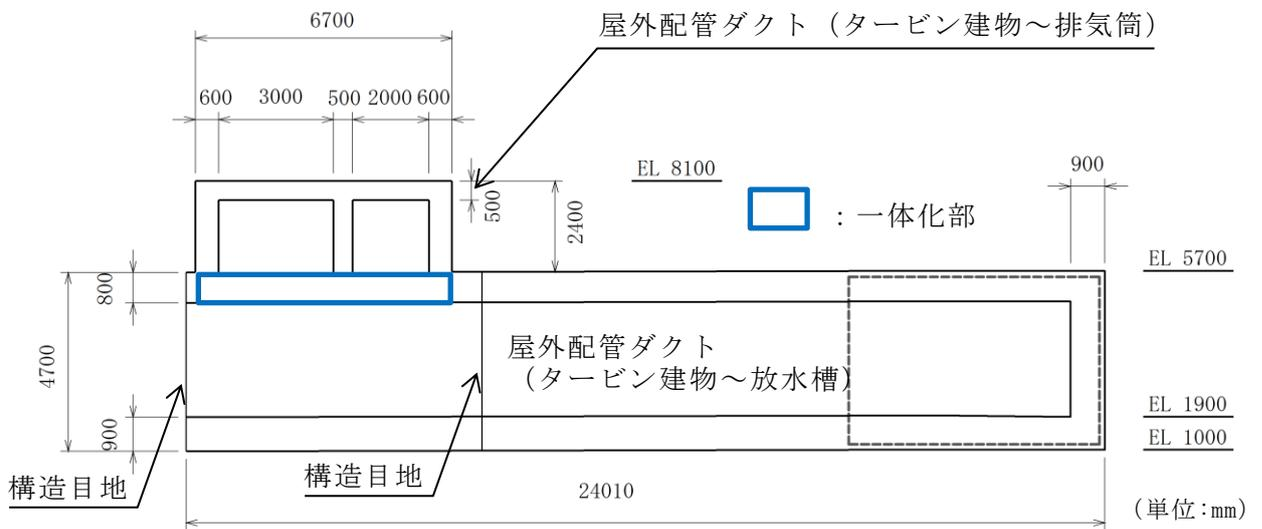 6700
屋外配管ダクト（タービン建物～排気筒）
600 3000 500 2000 600
EL 8100
900
500
2400
：一体化部
EL 5700
800
4700
屋外配管ダクト
（タービン建物～放水槽）
900
EL 1900
EL 1000
構造目地
構造目地
24010
(単位:mm)